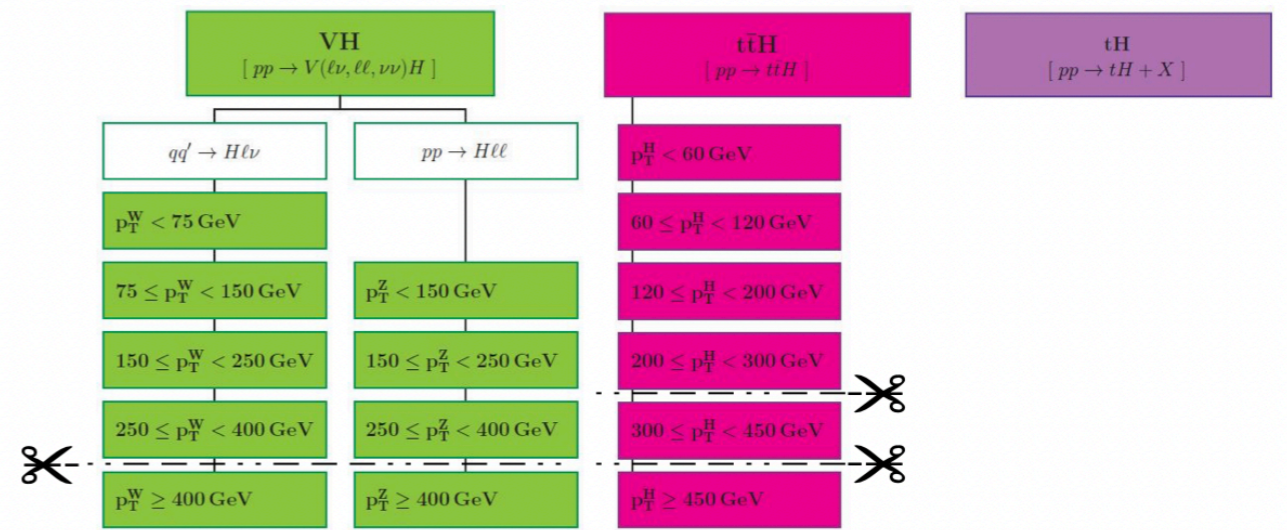 VH
[ pp → V(ℓν, ℓℓ, νν)H ]
tt̄H
[ pp → tt̄H ]
tH
[ pp → tH + X ]
qq′ → Hℓν
pp → Hℓℓ
p_T^W < 75 GeV
75 ≤ p_T^W < 150 GeV
150 ≤ p_T^W < 250 GeV
250 ≤ p_T^W < 400 GeV
p_T^W ≥ 400 GeV
p_T^Z < 150 GeV
150 ≤ p_T^Z < 250 GeV
250 ≤ p_T^Z < 400 GeV
p_T^Z ≥ 400 GeV
p_T^H < 60 GeV
60 ≤ p_T^H < 120 GeV
120 ≤ p_T^H < 200 GeV
200 ≤ p_T^H < 300 GeV
300 ≤ p_T^H < 450 GeV
p_T^H ≥ 450 GeV